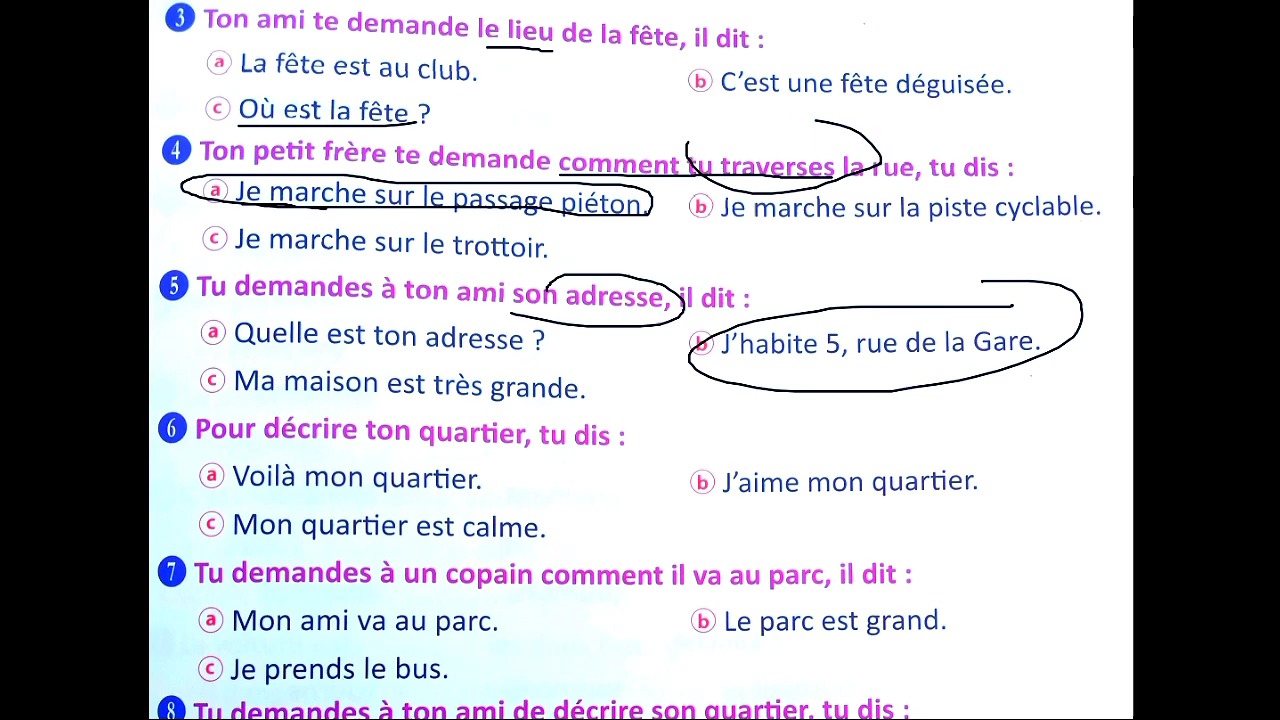 3 Ton ami te demande le lieu de la fête, il dit :
a La fête est au club. b C'est une fête déguisée.
c Où est la fête ?
4 Ton petit frère te demande comment tu traverses la rue, tu dis :
a Je marche sur le passage piéton. b Je marche sur la piste cyclable.
c Je marche sur le trottoir.
5 Tu demandes à ton ami son adresse, il dit :
a Quelle est ton adresse ? b J'habite 5, rue de la Gare.
c Ma maison est très grande.
6 Pour décrire ton quartier, tu dis :
a Voilà mon quartier. b J'aime mon quartier.
c Mon quartier est calme.
7 Tu demandes à un copain comment il va au parc, il dit :
a Mon ami va au parc. b Le parc est grand.
c Je prends le bus.
8 Tu demandes à ton ami de décrire son quartier, tu dis :